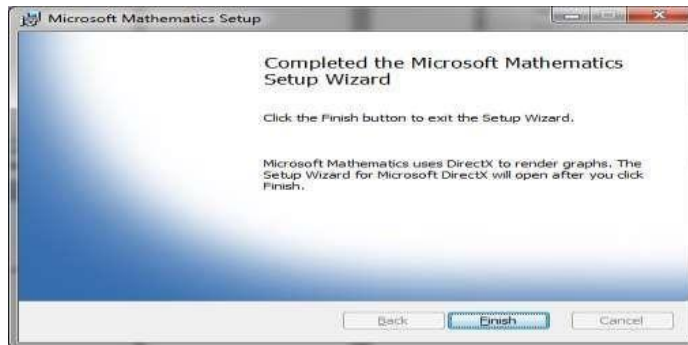 Microsoft Mathematics Setup
Completed the Microsoft Mathematics
Setup Wizard
Click the Finish button to exit the Setup Wizard.
Microsoft Mathematics uses DirectX to render graphs. The
Setup Wizard for Microsoft DirectX will open after you click
Finish.
Back Finish Cancel